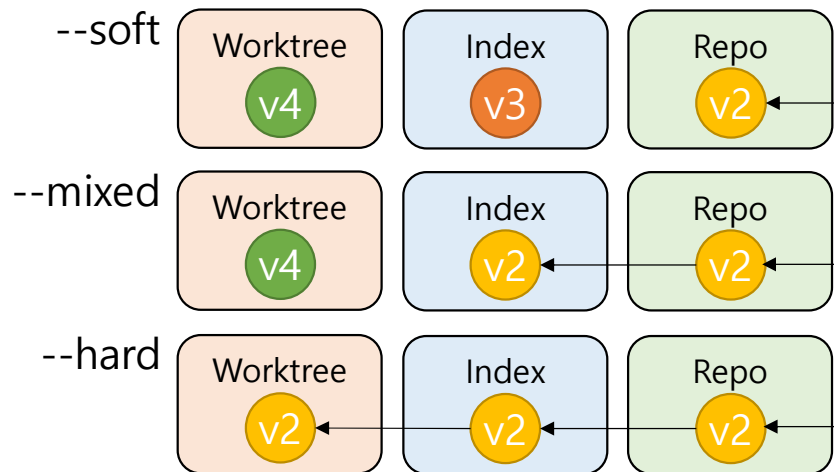 --soft
Worktree Index Repo
v4 v3 v2
--mixed
Worktree Index Repo
v4 v2 v2
--hard
Worktree Index Repo
v2 v2 v2